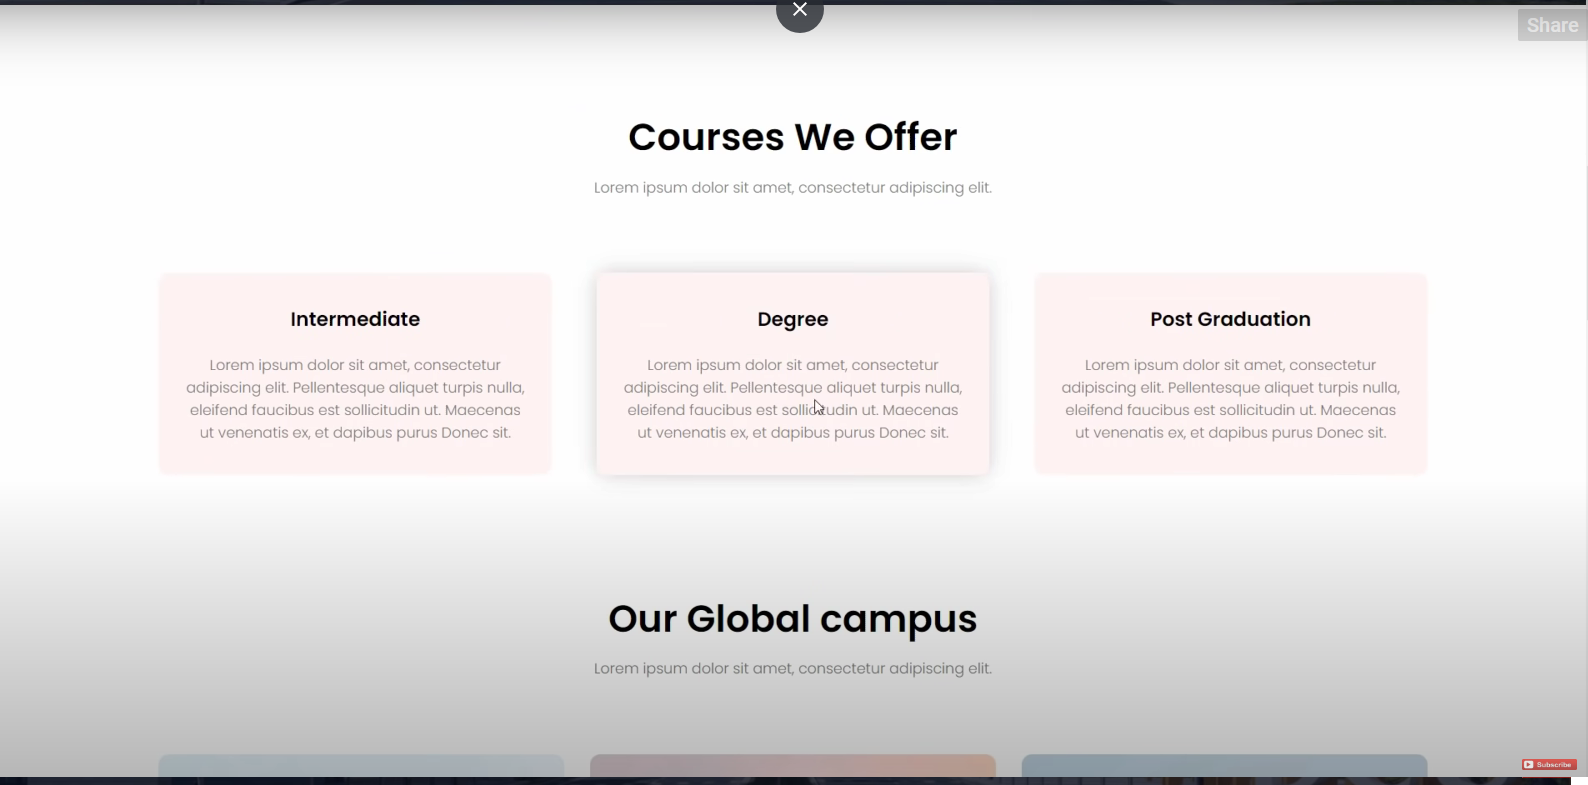 Share
Courses We Offer
Lorem ipsum dolor sit amet, consectetur adipiscing elit.
Intermediate
Lorem ipsum dolor sit amet, consectetur
adipiscing elit. Pellentesque aliquet turpis nulla,
eleifend faucibus est sollicitudin ut. Maecenas
ut venenatis ex, et dapibus purus Donec sit.
Degree
Lorem ipsum dolor sit amet, consectetur
adipiscing elit. Pellentesque aliquet turpis nulla,
eleifend faucibus est sollicitudin ut. Maecenas
ut venenatis ex, et dapibus purus Donec sit.
Post Graduation
Lorem ipsum dolor sit amet, consectetur
adipiscing elit. Pellentesque aliquet turpis nulla,
eleifend faucibus est sollicitudin ut. Maecenas
ut venenatis ex, et dapibus purus Donec sit.
Our Global campus
Lorem ipsum dolor sit amet, consectetur adipiscing elit.
Subscribe